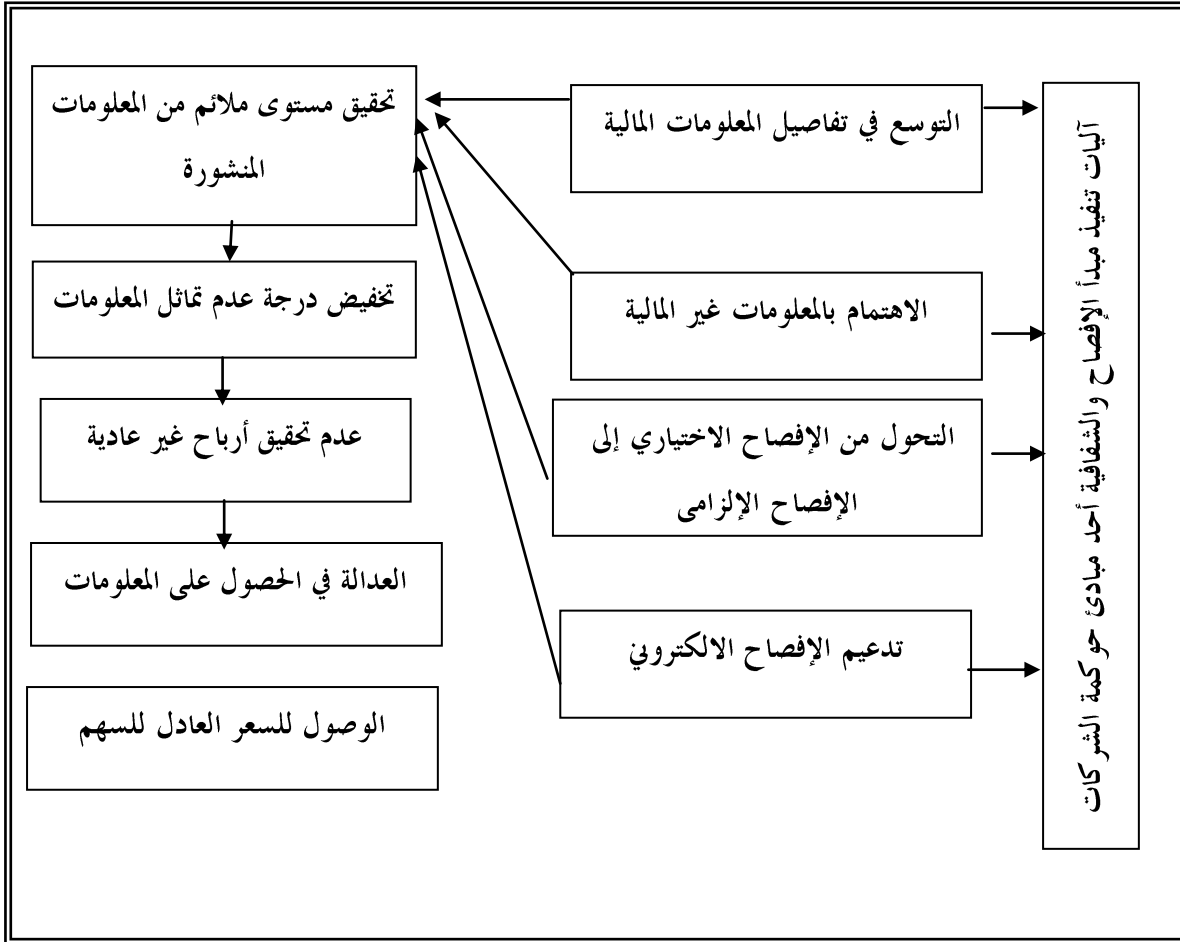 آليات تنفيذ مبدأ الإفصاح والشفافية أحد مبادئ حوكمة الشركات
التوسع في تفاصيل المعلومات المالية
الاهتمام بالمعلومات غير المالية
التحول من الإفصاح الاختياري إلى
الإفصاح الإلزامى
تدعيم الإفصاح الالكتروني
تحقيق مستوى ملائم من المعلومات
المنشورة
تخفيض درجة عدم تماثل المعلومات
عدم تحقيق أرباح غير عادية
العدالة في الحصول على المعلومات
الوصول للسعر العادل للسهم